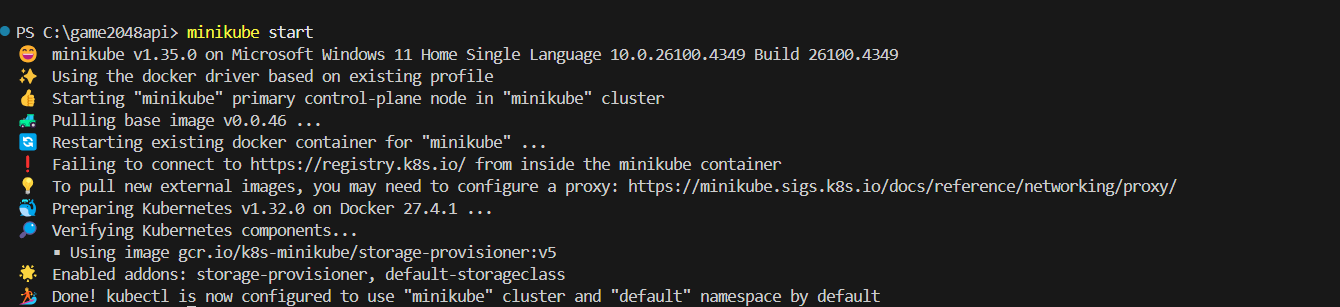 PS C:\game2048api> minikube start
😄 minikube v1.35.0 on Microsoft Windows 11 Home Single Language 10.0.26100.4349 Build 26100.4349
✨ Using the docker driver based on existing profile
👍 Starting "minikube" primary control-plane node in "minikube" cluster
🚜 Pulling base image v0.0.46 ...
🔄 Restarting existing docker container for "minikube" ...
❗ Failing to connect to https://registry.k8s.io/ from inside the minikube container
💡 To pull new external images, you may need to configure a proxy: https://minikube.sigs.k8s.io/docs/reference/networking/proxy/
🐳 Preparing Kubernetes v1.32.0 on Docker 27.4.1 ...
🔎 Verifying Kubernetes components...
▪ Using image gcr.io/k8s-minikube/storage-provisioner:v5
🌟 Enabled addons: storage-provisioner, default-storageclass
🏄 Done! kubectl is now configured to use "minikube" cluster and "default" namespace by default